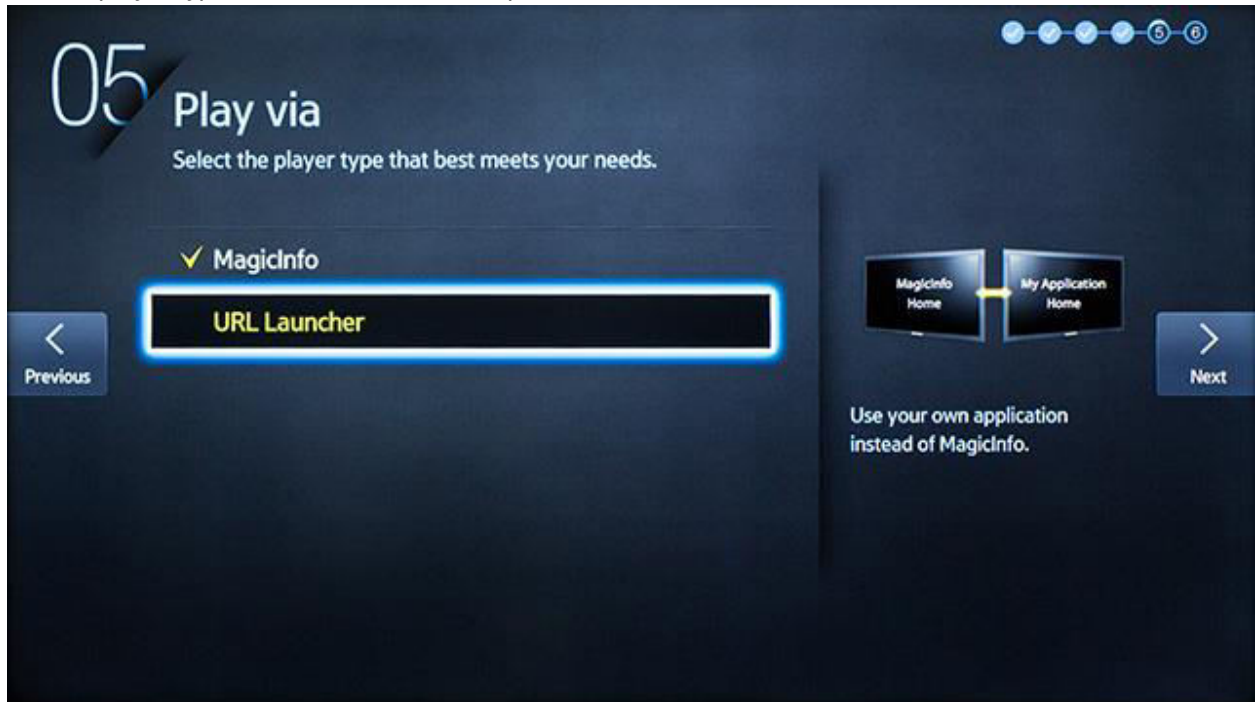 05
Play via
Select the player type that best meets your needs.
5 6
MagicInfo
URL Launcher
MagicInfo
Home
My Application
Home
Previous
Next
Use your own application
instead of MagicInfo.